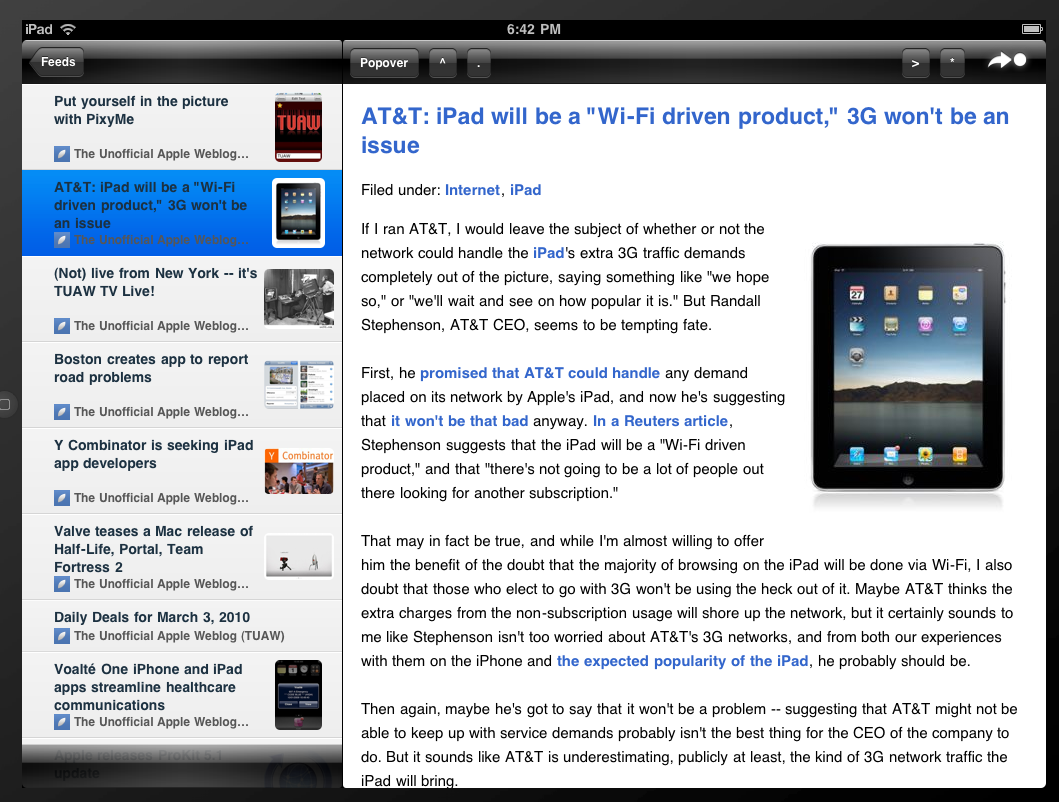 iPad
6:42 PM
Feeds
Popover
^
.
>
*
Put yourself in the picture
with PixyMe
The Unofficial Apple Weblog...
TUAW
TUAW
AT&T: iPad will be a "Wi-Fi
driven product," 3G won't be
an issue
The Unofficial Apple Weblog...
(Not) live from New York -- it's
TUAW TV Live!
The Unofficial Apple Weblog...
Boston creates app to report
road problems
The Unofficial Apple Weblog...
Y Combinator is seeking iPad
app developers
Y Combinator
The Unofficial Apple Weblog...
Valve teases a Mac release of
Half-Life, Portal, Team
Fortress 2
The Unofficial Apple Weblog...
Daily Deals for March 3, 2010
The Unofficial Apple Weblog (TUAW)
Voalté One iPhone and iPad
apps streamline healthcare
communications
The Unofficial Apple Weblog...
Apple releases ProKit 5.1
update
AT&T: iPad will be a "Wi-Fi driven product," 3G won't be an
issue
Filed under: Internet, iPad
If I ran AT&T, I would leave the subject of whether or not the
network could handle the iPad's extra 3G traffic demands
completely out of the picture, saying something like "we hope
so," or "we'll wait and see on how popular it is." But Randall
Stephenson, AT&T CEO, seems to be tempting fate.
First, he promised that AT&T could handle any demand
placed on its network by Apple's iPad, and now he's suggesting
that it won't be that bad anyway. In a Reuters article,
Stephenson suggests that the iPad will be a "Wi-Fi driven
product," and that "there's not going to be a lot of people out
there looking for another subscription."
27
That may in fact be true, and while I'm almost willing to offer
him the benefit of the doubt that the majority of browsing on the iPad will be done via Wi-Fi, I also
doubt that those who elect to go with 3G won't be using the heck out of it. Maybe AT&T thinks the
extra charges from the non-subscription usage will shore up the network, but it certainly sounds to
me like Stephenson isn't too worried about AT&T's 3G networks, and from both our experiences
with them on the iPhone and the expected popularity of the iPad, he probably should be.
Then again, maybe he's got to say that it won't be a problem -- suggesting that AT&T might not be
able to keep up with service demands probably isn't the best thing for the CEO of the company to
do. But it sounds like AT&T is underestimating, publicly at least, the kind of 3G network traffic the
iPad will bring.